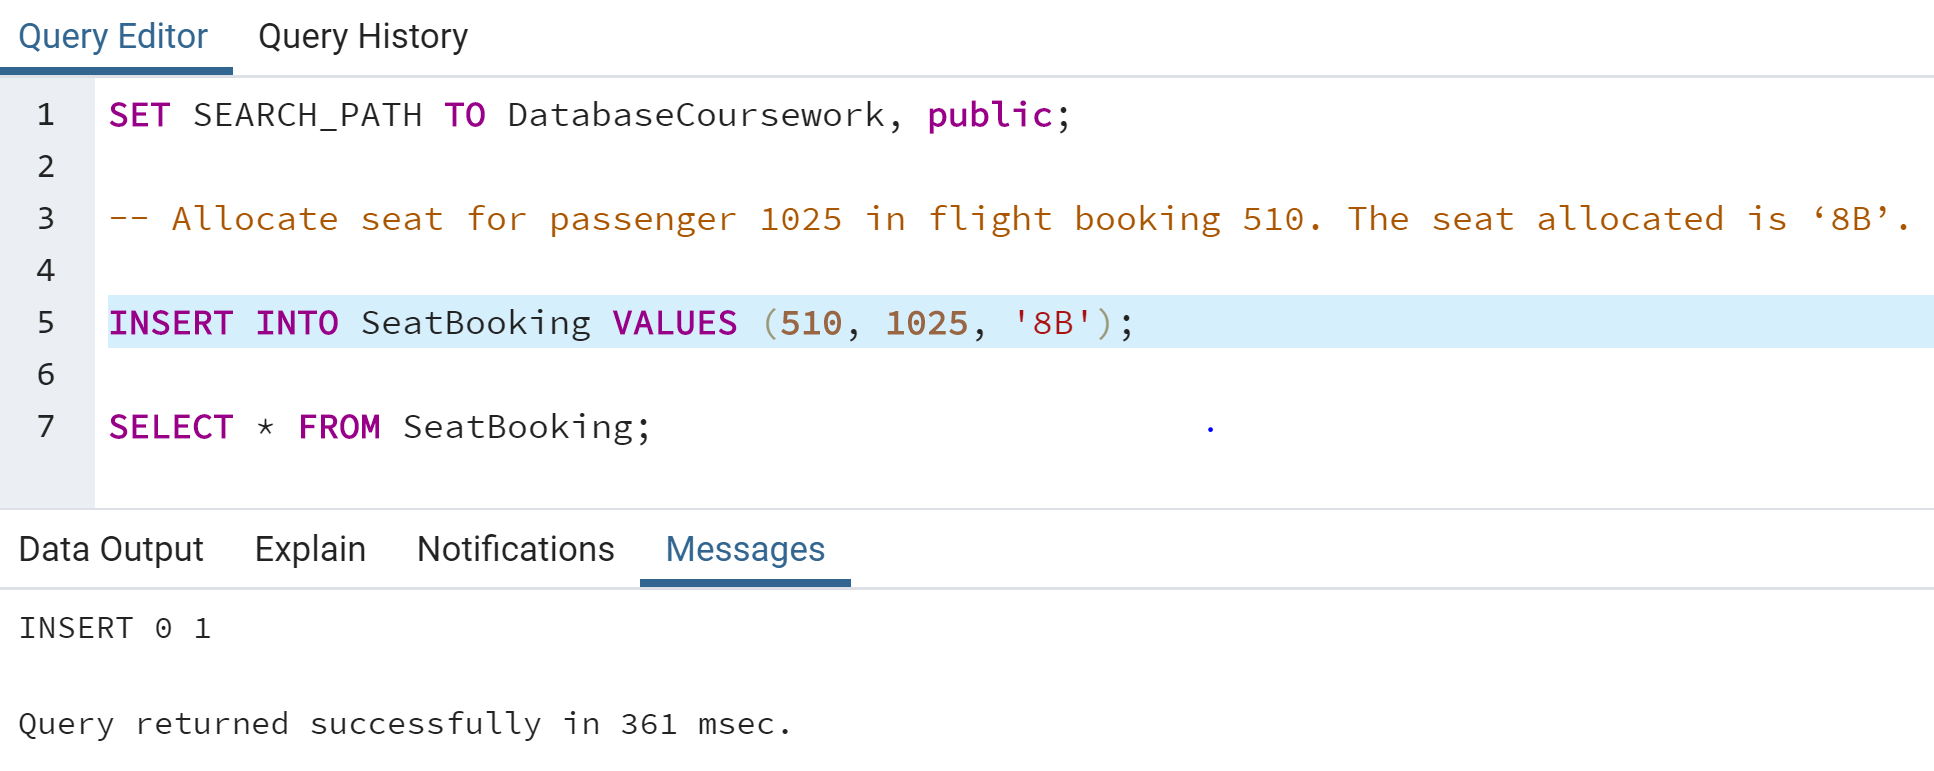 Query Editor Query History
1 SET SEARCH_PATH TO DatabaseCoursework, public;
2
3 -- Allocate seat for passenger 1025 in flight booking 510. The seat allocated is ‘8B’.
4
5 INSERT INTO SeatBooking VALUES (510, 1025, '8B');
6
7 SELECT * FROM SeatBooking;
Data Output Explain Notifications Messages
INSERT 0 1
Query returned successfully in 361 msec.